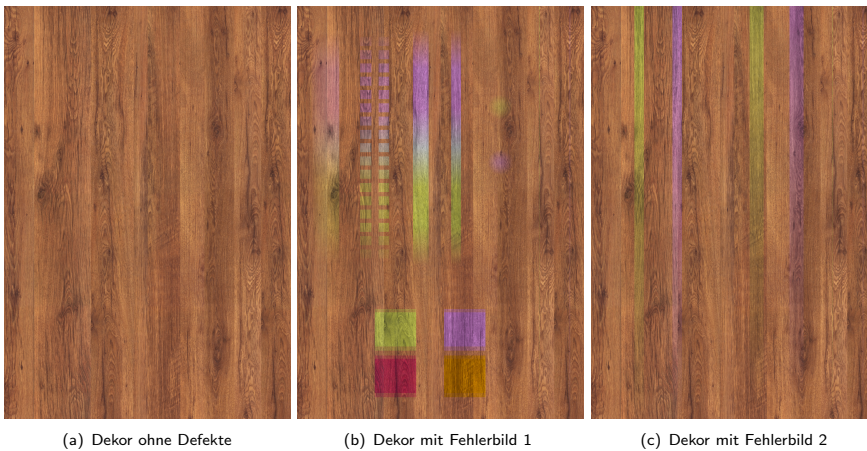 (a) Dekor ohne Defekte
(b) Dekor mit Fehlerbild 1
(c) Dekor mit Fehlerbild 2